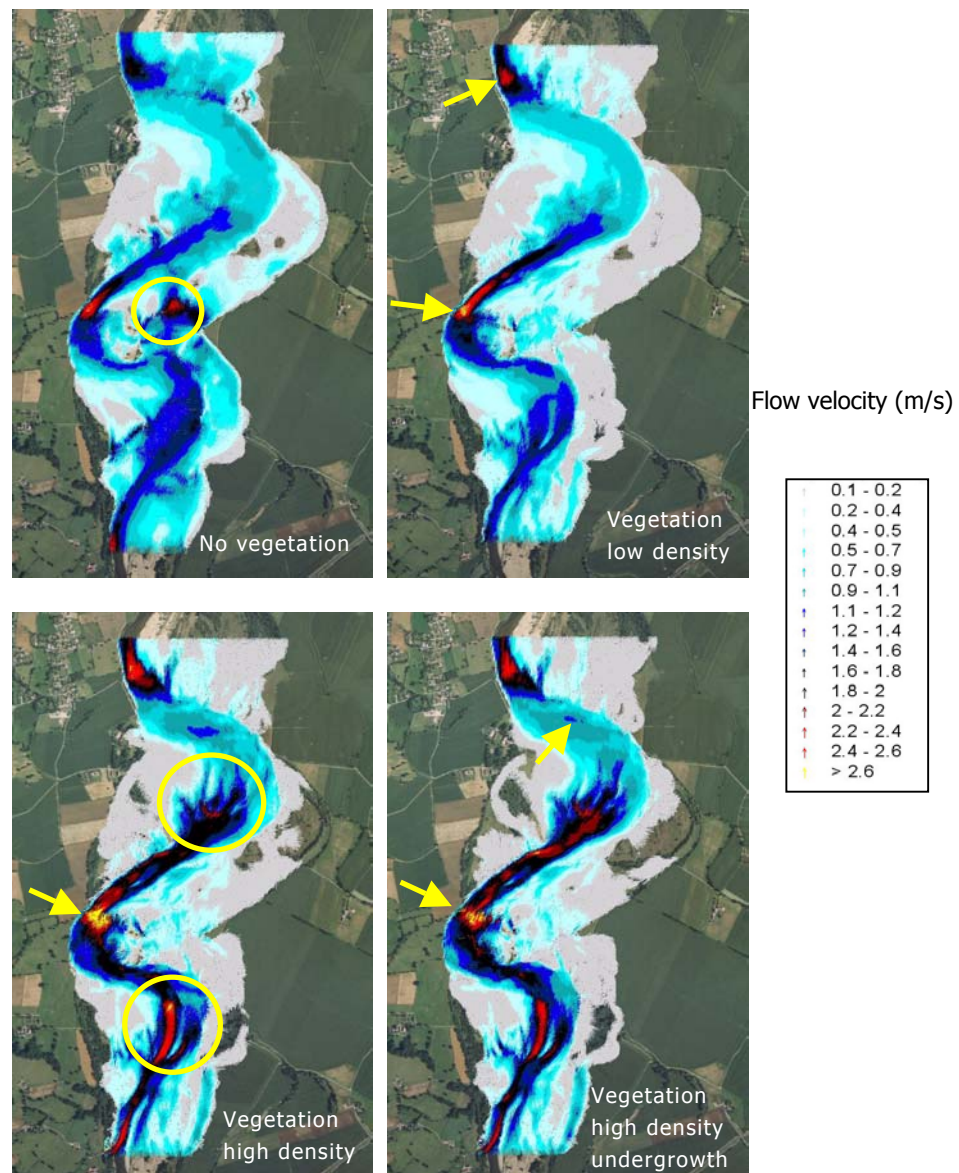 No vegetation
Vegetation
low density
Flow velocity (m/s)
0.1 - 0.2
0.2 - 0.4
0.4 - 0.5
0.5 - 0.7
0.7 - 0.9
0.9 - 1.1
1.1 - 1.2
1.2 - 1.4
1.4 - 1.6
1.6 - 1.8
1.8 - 2
2 - 2.2
2.2 - 2.4
2.4 - 2.6
> 2.6
Vegetation
high density
Vegetation
high density
undergrowth